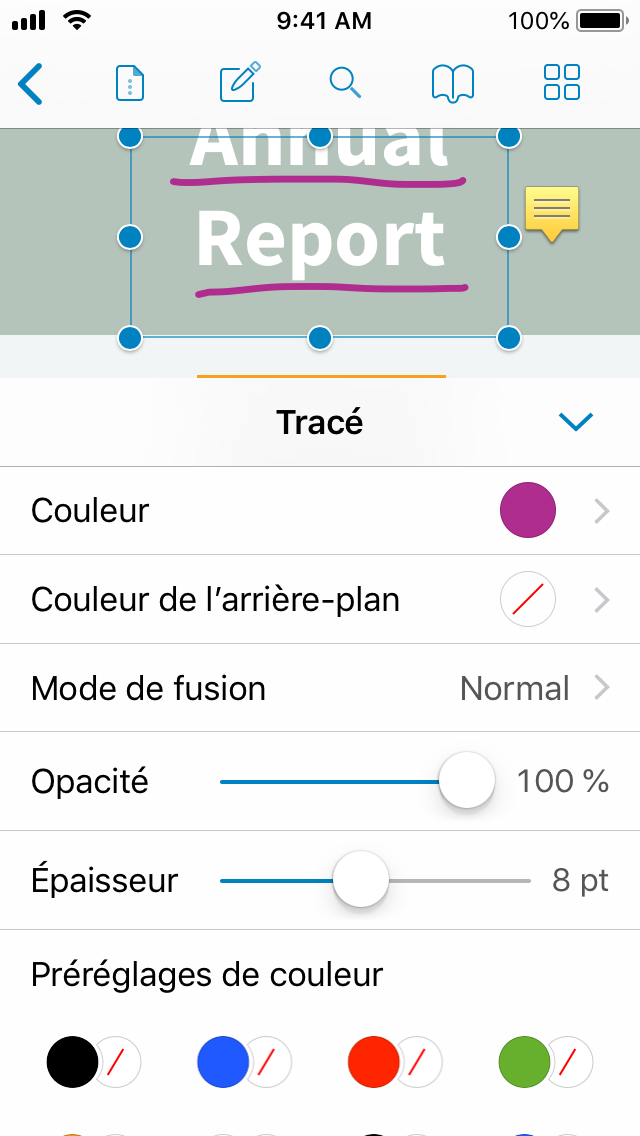 9:41 AM
100%
Annual
Report
Tracé
Couleur
Couleur de l’arrière-plan
Mode de fusion Normal
Opacité 100 %
Épaisseur 8 pt
Préréglages de couleur